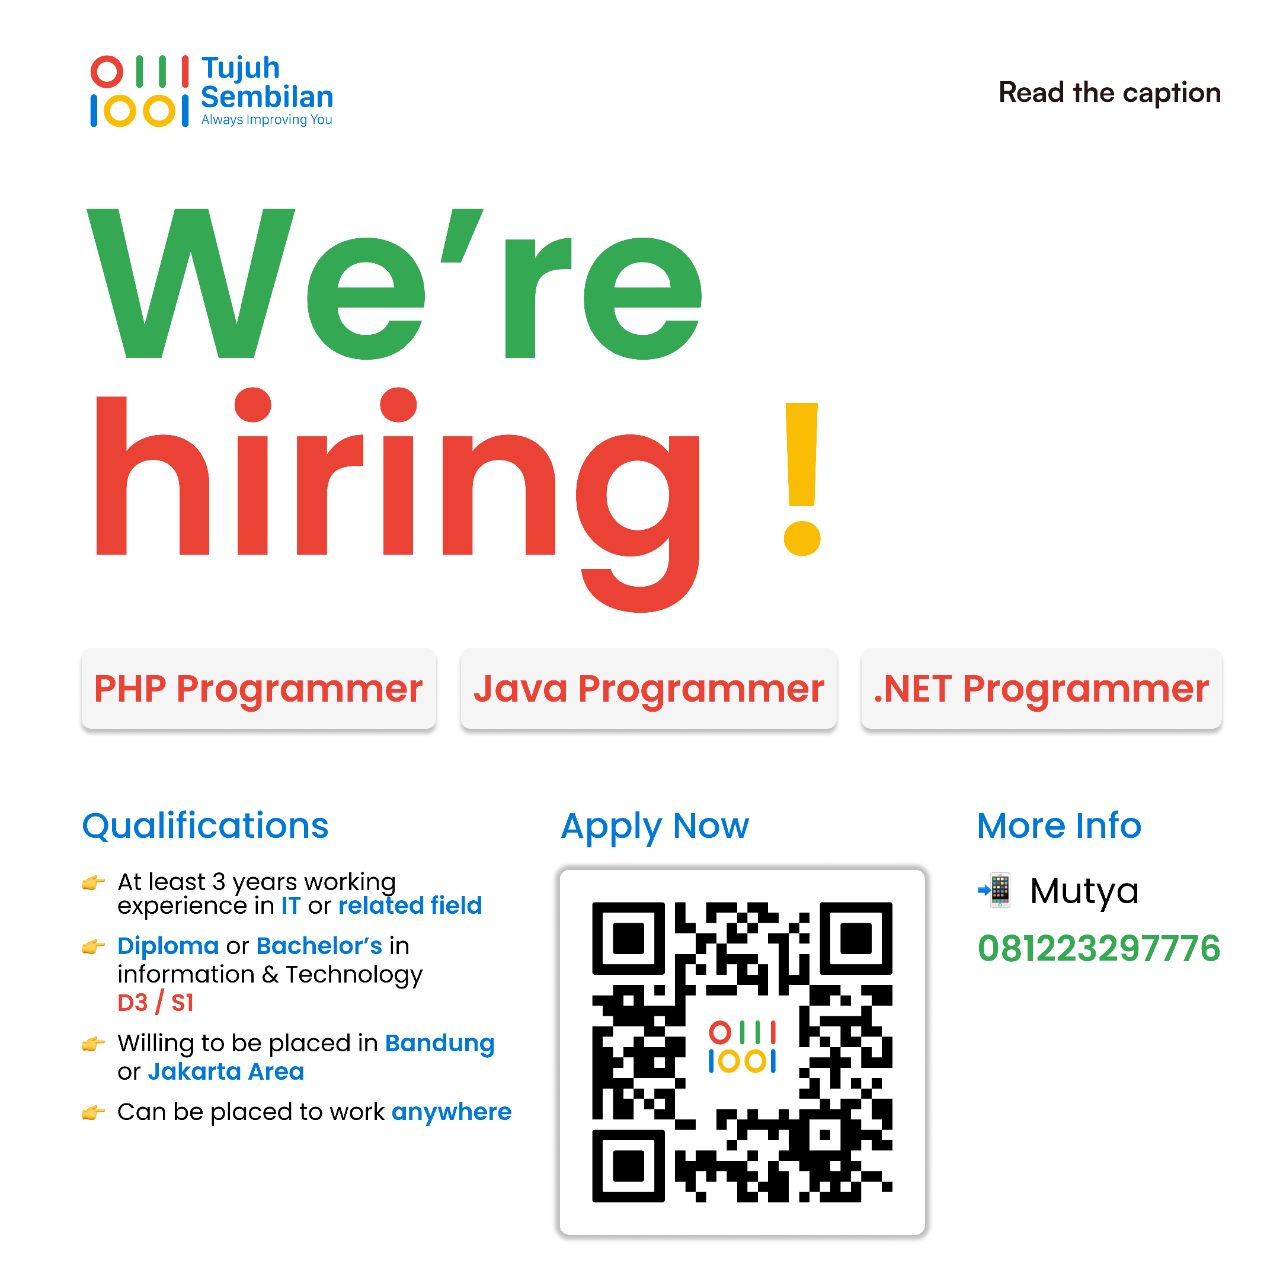 Tujuh
Sembilan
Always Improving You
Read the caption
We’re
hiring !
PHP Programmer
Java Programmer
.NET Programmer
Qualifications
👉 At least 3 years working
experience in IT or related field
👉 Diploma or Bachelor’s in
information & Technology
D3 / S1
👉 Willing to be placed in Bandung
or Jakarta Area
👉 Can be placed to work anywhere
Apply Now
More Info
📲 Mutya
081223297776